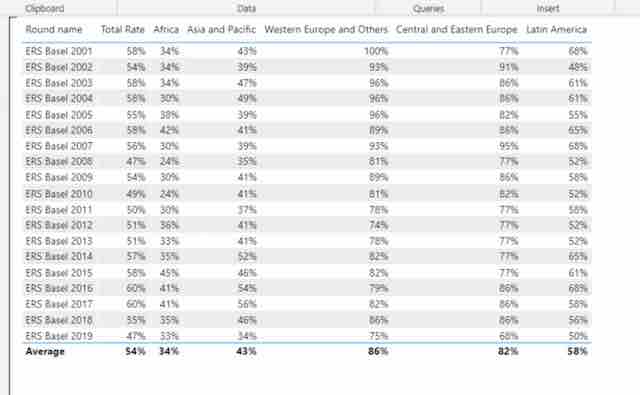 Clipboard Data Queries Insert
Round name Total Rate Africa Asia and Pacific Western Europe and Others Central and Eastern Europe Latin America
ERS Basel 2001 58% 34% 43% 100% 77% 68%
ERS Basel 2002 54% 34% 39% 93% 91% 48%
ERS Basel 2003 58% 34% 47% 96% 86% 61%
ERS Basel 2004 58% 30% 49% 96% 86% 61%
ERS Basel 2005 55% 38% 39% 96% 82% 55%
ERS Basel 2006 58% 42% 41% 89% 86% 65%
ERS Basel 2007 56% 30% 39% 93% 95% 68%
ERS Basel 2008 47% 24% 35% 81% 77% 52%
ERS Basel 2009 54% 30% 41% 89% 86% 58%
ERS Basel 2010 49% 24% 41% 81% 82% 52%
ERS Basel 2011 50% 30% 37% 78% 77% 58%
ERS Basel 2012 51% 36% 41% 74% 77% 52%
ERS Basel 2013 51% 33% 41% 78% 77% 52%
ERS Basel 2014 57% 35% 52% 82% 77% 65%
ERS Basel 2015 58% 45% 46% 82% 77% 61%
ERS Basel 2016 60% 41% 54% 79% 86% 68%
ERS Basel 2017 60% 41% 56% 82% 86% 58%
ERS Basel 2018 55% 35% 46% 86% 86% 56%
ERS Basel 2019 47% 33% 34% 75% 68% 50%
Average 54% 34% 43% 86% 82% 58%